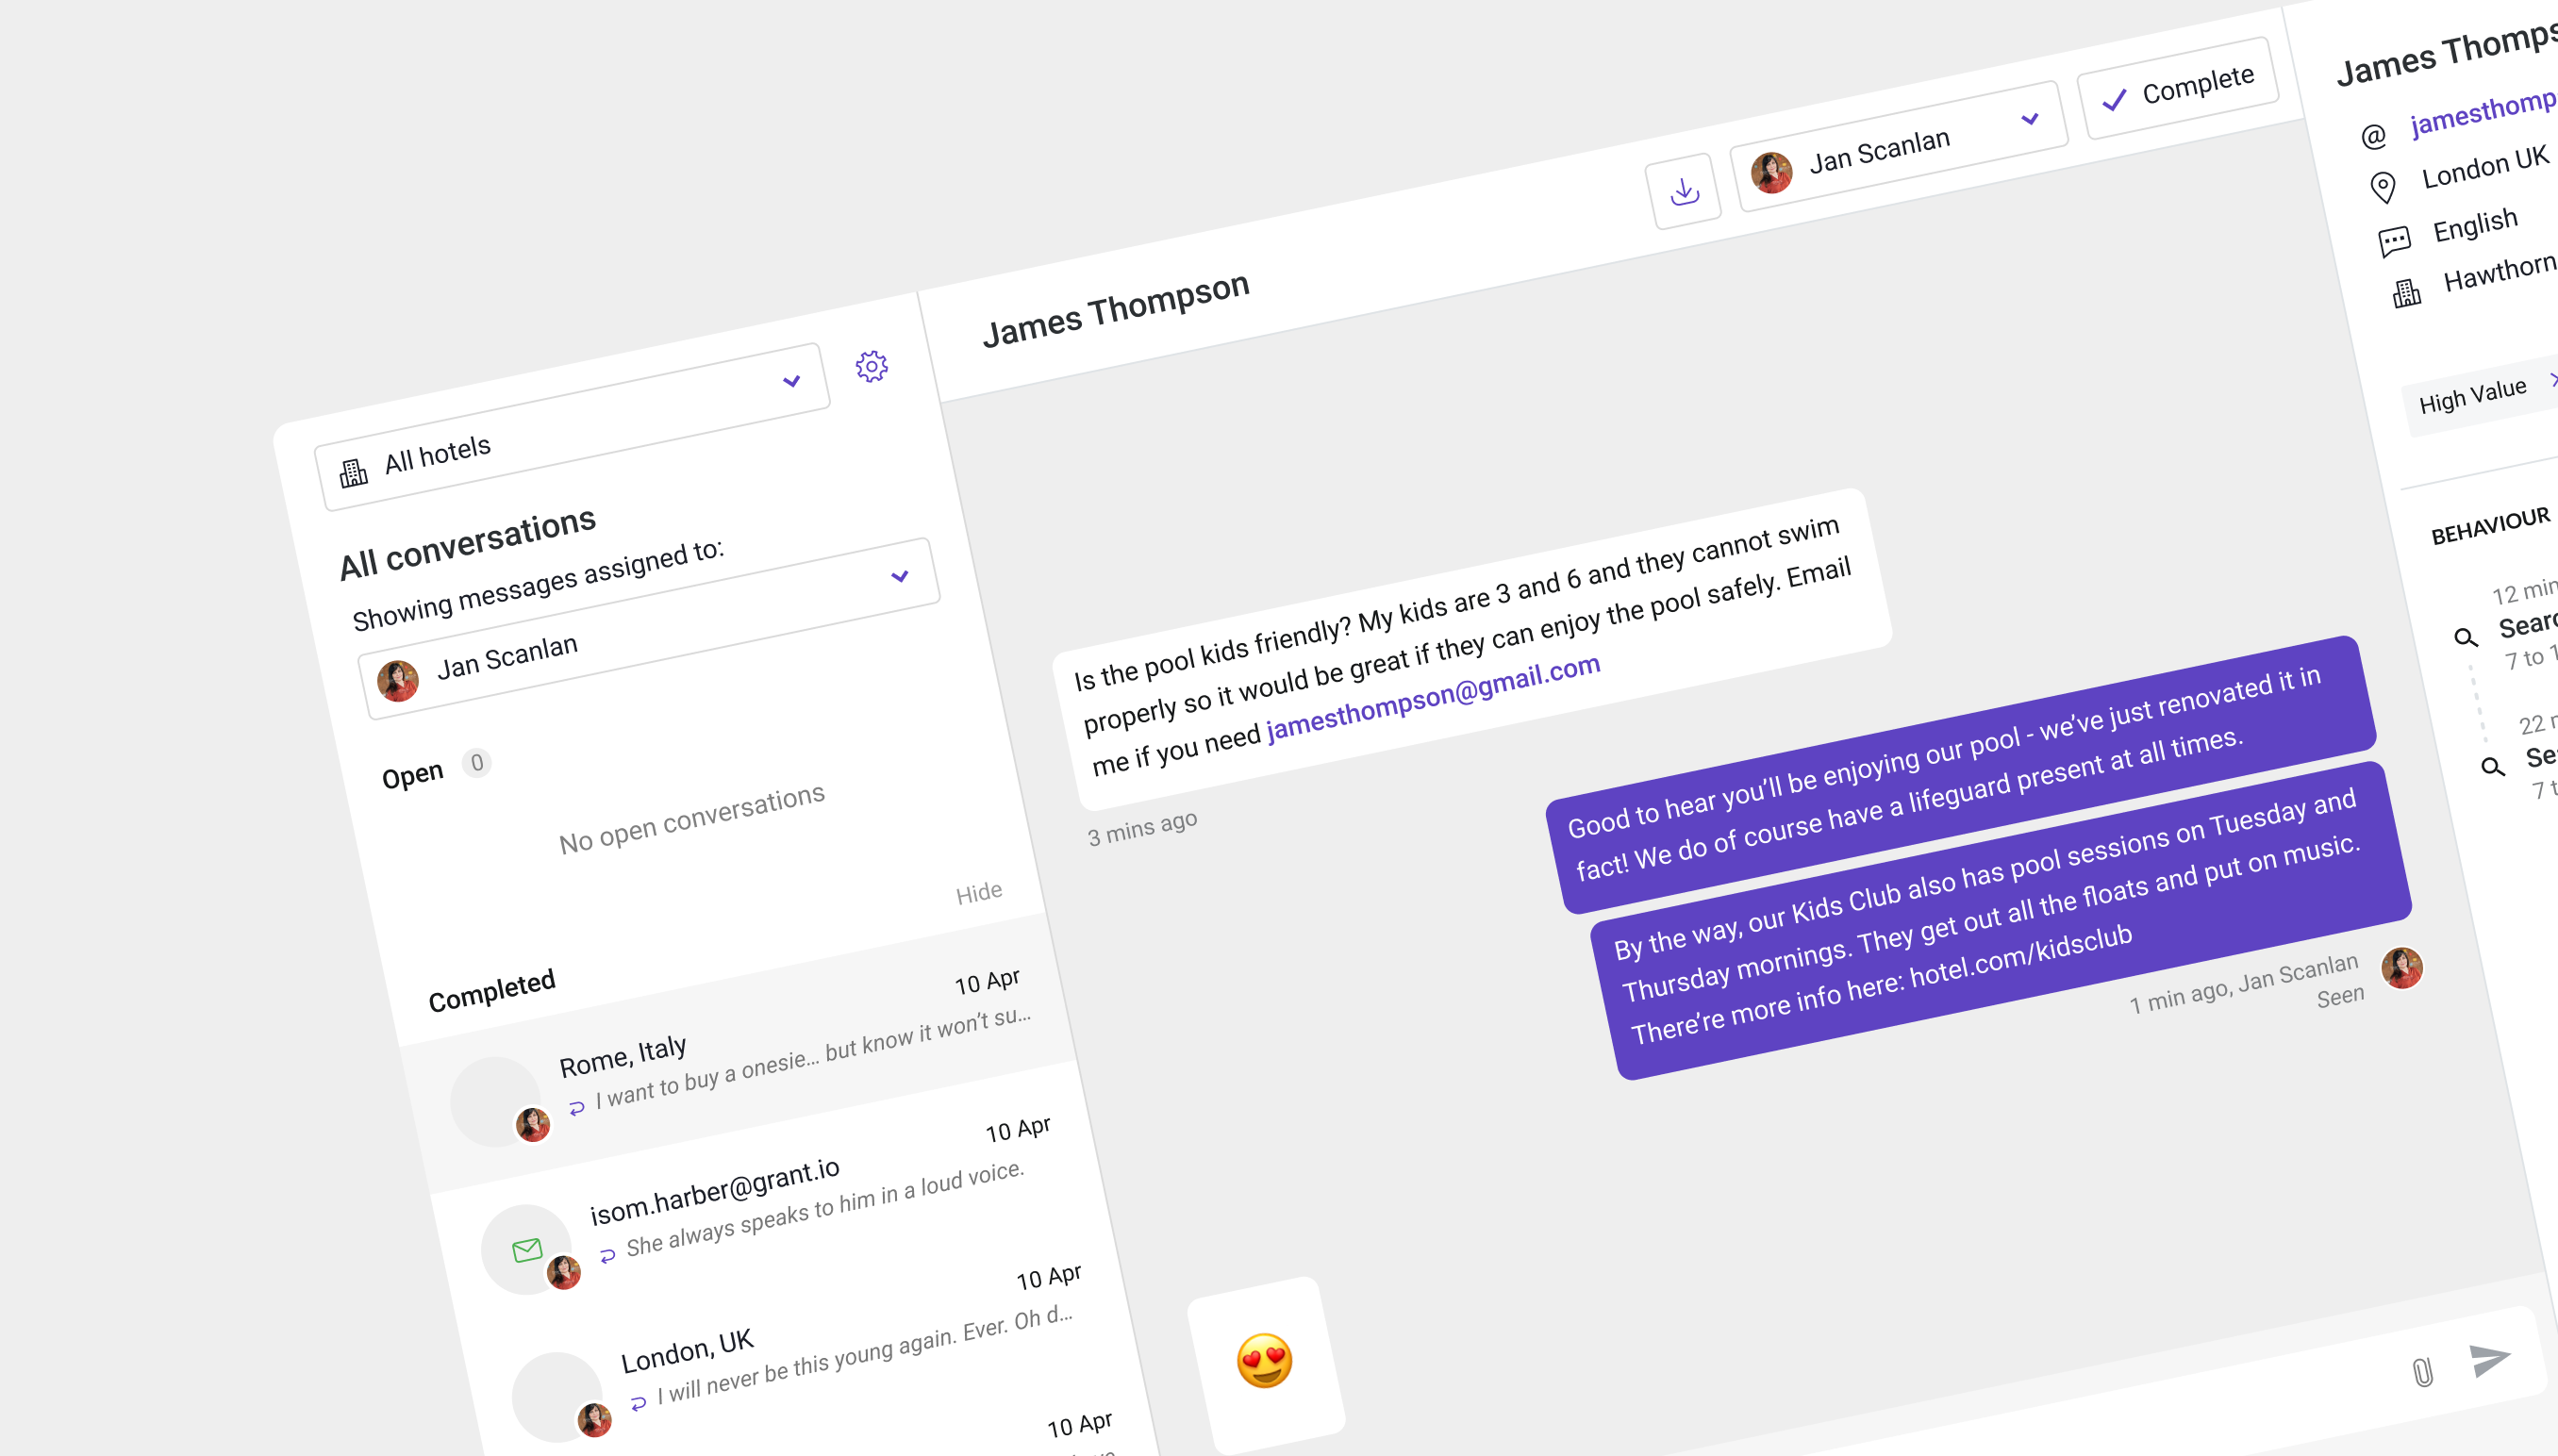 All hotels
All conversations
Showing messages assigned to:
Jan Scanlan
Open 0
No open conversations
Hide
Completed
Rome, Italy 10 Apr
I want to buy a onesie… but know it won’t su...
isom.harber@grant.io 10 Apr
She always speaks to him in a loud voice.
London, UK 10 Apr
I will never be this young again. Ever. Oh d…
10 Apr
James Thompson
Jan Scanlan
Complete
Is the pool kids friendly? My kids are 3 and 6 and they cannot swim
properly so it would be great if they can enjoy the pool safely. Email
me if you need jamesthompson@gmail.com
3 mins ago
Good to hear you’ll be enjoying our pool - we’ve just renovated it in
fact! We do of course have a lifeguard present at all times.
By the way, our Kids Club also has pool sessions on Tuesday and
Thursday mornings. They get out all the floats and put on music.
There’re more info here: hotel.com/kidsclub
1 min ago, Jan Scanlan
Seen
James Thomps
@ jamesthomp
London UK
English
Hawthorn
High Value
BEHAVIOUR
12 min
Searc
7 to 1
22 m
Sea
7 t